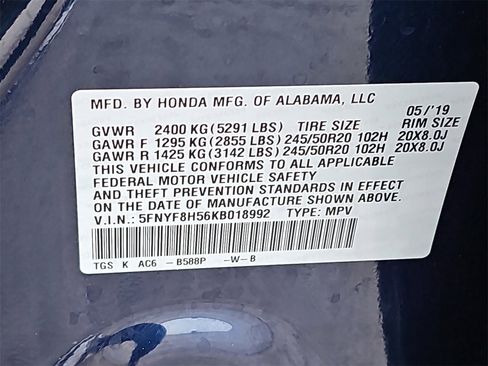 MFD. BY HONDA MFG. OF ALABAMA, LLC 05/'19
GVWR 2400 KG (5291 LBS) TIRE SIZE RIM SIZE
GAWR F 1295 KG (2855 LBS) 245/50R20 102H 20X8.0J
GAWR R 1425 KG (3142 LBS) 245/50R20 102H 20X8.0J
THIS VEHICLE CONFORMS TO ALL APPLICABLE
FEDERAL MOTOR VEHICLE SAFETY
AND THEFT PREVENTION STANDARDS IN EFFECT
ON THE DATE OF MANUFACTURE SHOWN ABOVE.
V.I.N.: 5FNYF8H56KB018992 TYPE: MPV
TGS K AC6 -B588P -W-B